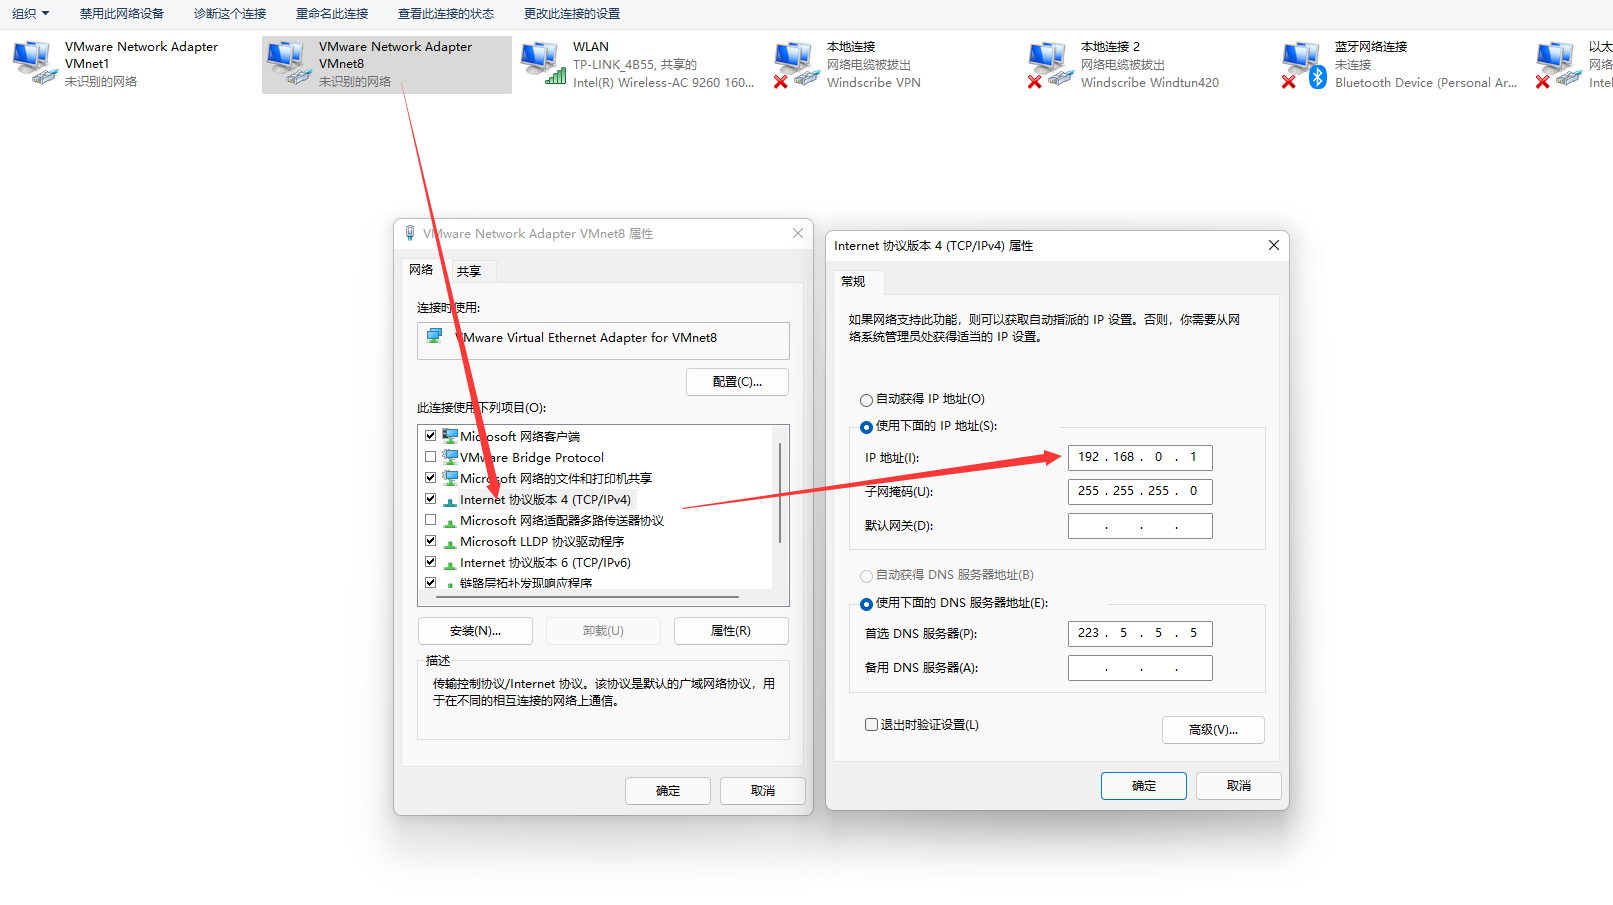 组织 禁用此网络设备 诊断这个连接 重命名此连接 查看此连接的状态 更改此连接的设置
VMware Network Adapter
VMnet1
未识别的网络
VMware Network Adapter
VMnet8
未识别的网络
WLAN
TP-LINK_4B55, 共享的
Intel(R) Wireless-AC 9260 160...
本地连接
网络电缆被拔出
Windscribe VPN
本地连接 2
网络电缆被拔出
Windscribe Windtun420
蓝牙网络连接
未连接
Bluetooth Device (Personal Ar...
以太
网络
Intel
VMware Network Adapter VMnet8 属性
网络 共享
连接时使用:
VMware Virtual Ethernet Adapter for VMnet8
配置(C)...
此连接使用下列项目(O):
Microsoft 网络客户端
VMware Bridge Protocol
Microsoft 网络的文件和打印机共享
Internet 协议版本 4 (TCP/IPv4)
Microsoft 网络适配器多路传送器协议
Microsoft LLDP 协议驱动程序
Internet 协议版本 6 (TCP/IPv6)
链路层拓扑发现响应程序
安装(N)... 卸载(U) 属性(R)
描述
传输控制协议/Internet 协议。该协议是默认的广域网络协议，用
于在不同的相互连接的网络上通信。
确定 取消
Internet 协议版本 4 (TCP/IPv4) 属性
常规
如果网络支持此功能，则可以获取自动指派的 IP 设置。否则，你需要从网
络系统管理员处获得适当的 IP 设置。
自动获得 IP 地址(O)
使用下面的 IP 地址(S):
IP 地址(I): 192 . 168 . 0 . 1
子网掩码(U): 255 . 255 . 255 . 0
默认网关(D): . . .
自动获得 DNS 服务器地址(B)
使用下面的 DNS 服务器地址(E):
首选 DNS 服务器(P): 223 . 5 . 5 . 5
备用 DNS 服务器(A): . . .
退出时验证设置(L)
高级(V)...
确定 取消